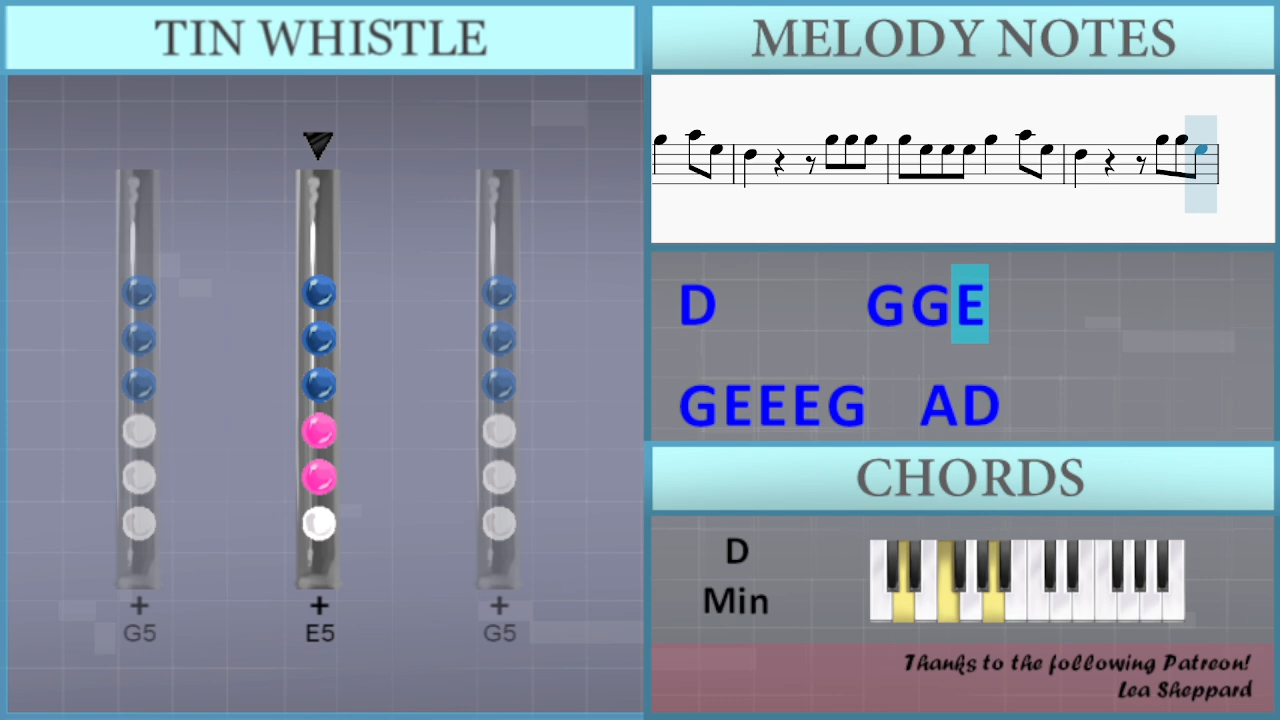 TIN WHISTLE
+ + +
G5 E5 G5
MELODY NOTES
D GGE
GEEEG AD
CHORDS
D
Min
Thanks to the following Patreon!
Lea Sheppard